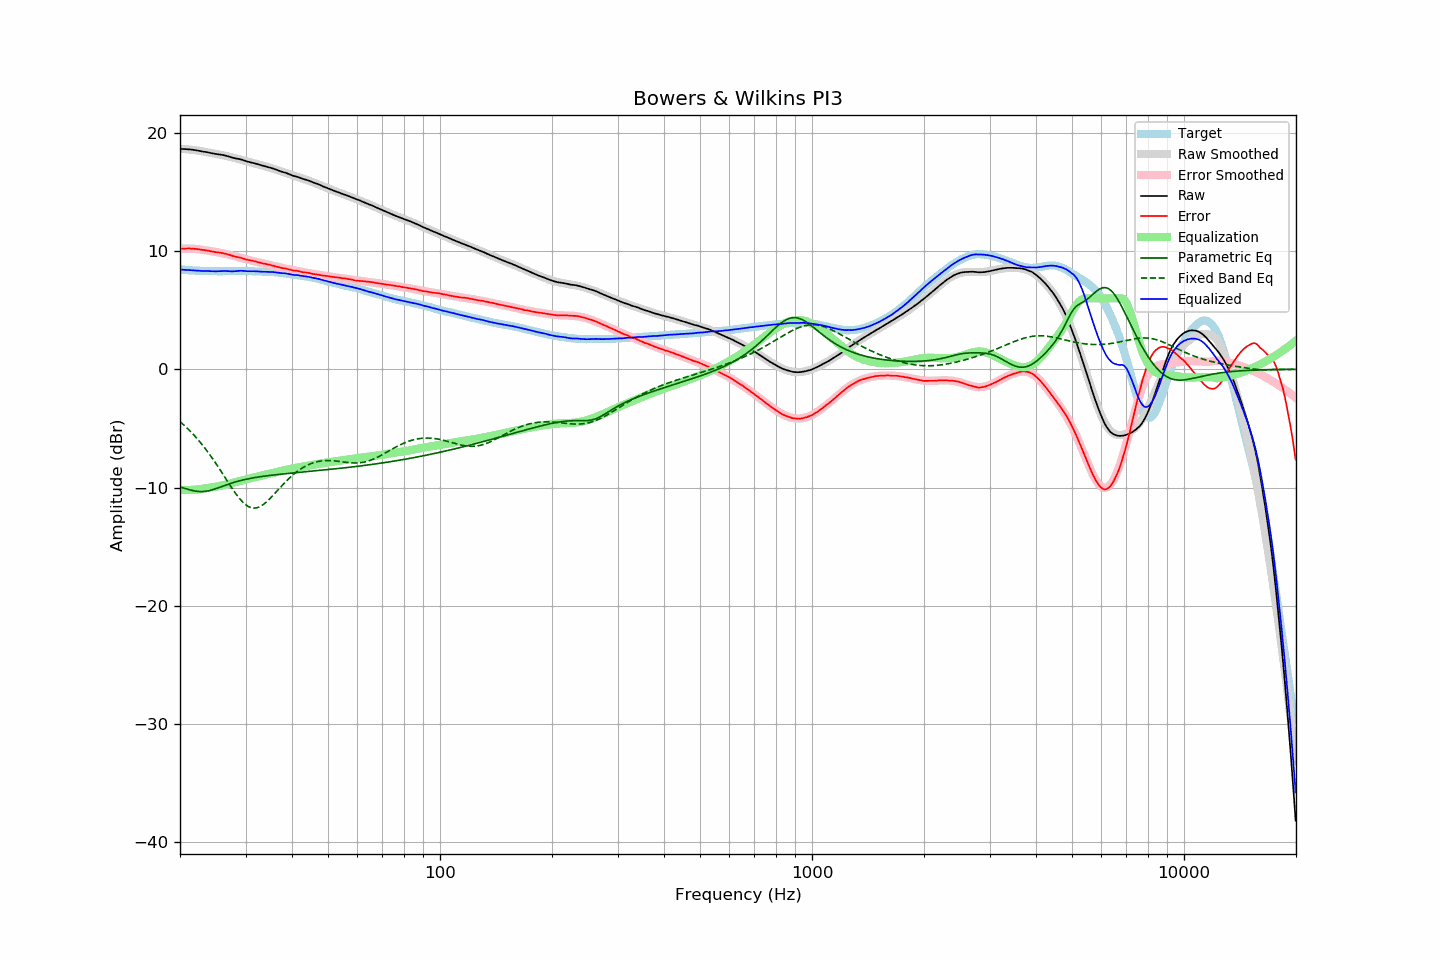 Bowers & Wilkins PI3
20
10
0
−10
−20
−30
−40
Amplitude (dBr)
Target
Raw Smoothed
Error Smoothed
Raw
Error
Equalization
Parametric Eq
Fixed Band Eq
Equalized
100
1000
10000
Frequency (Hz)